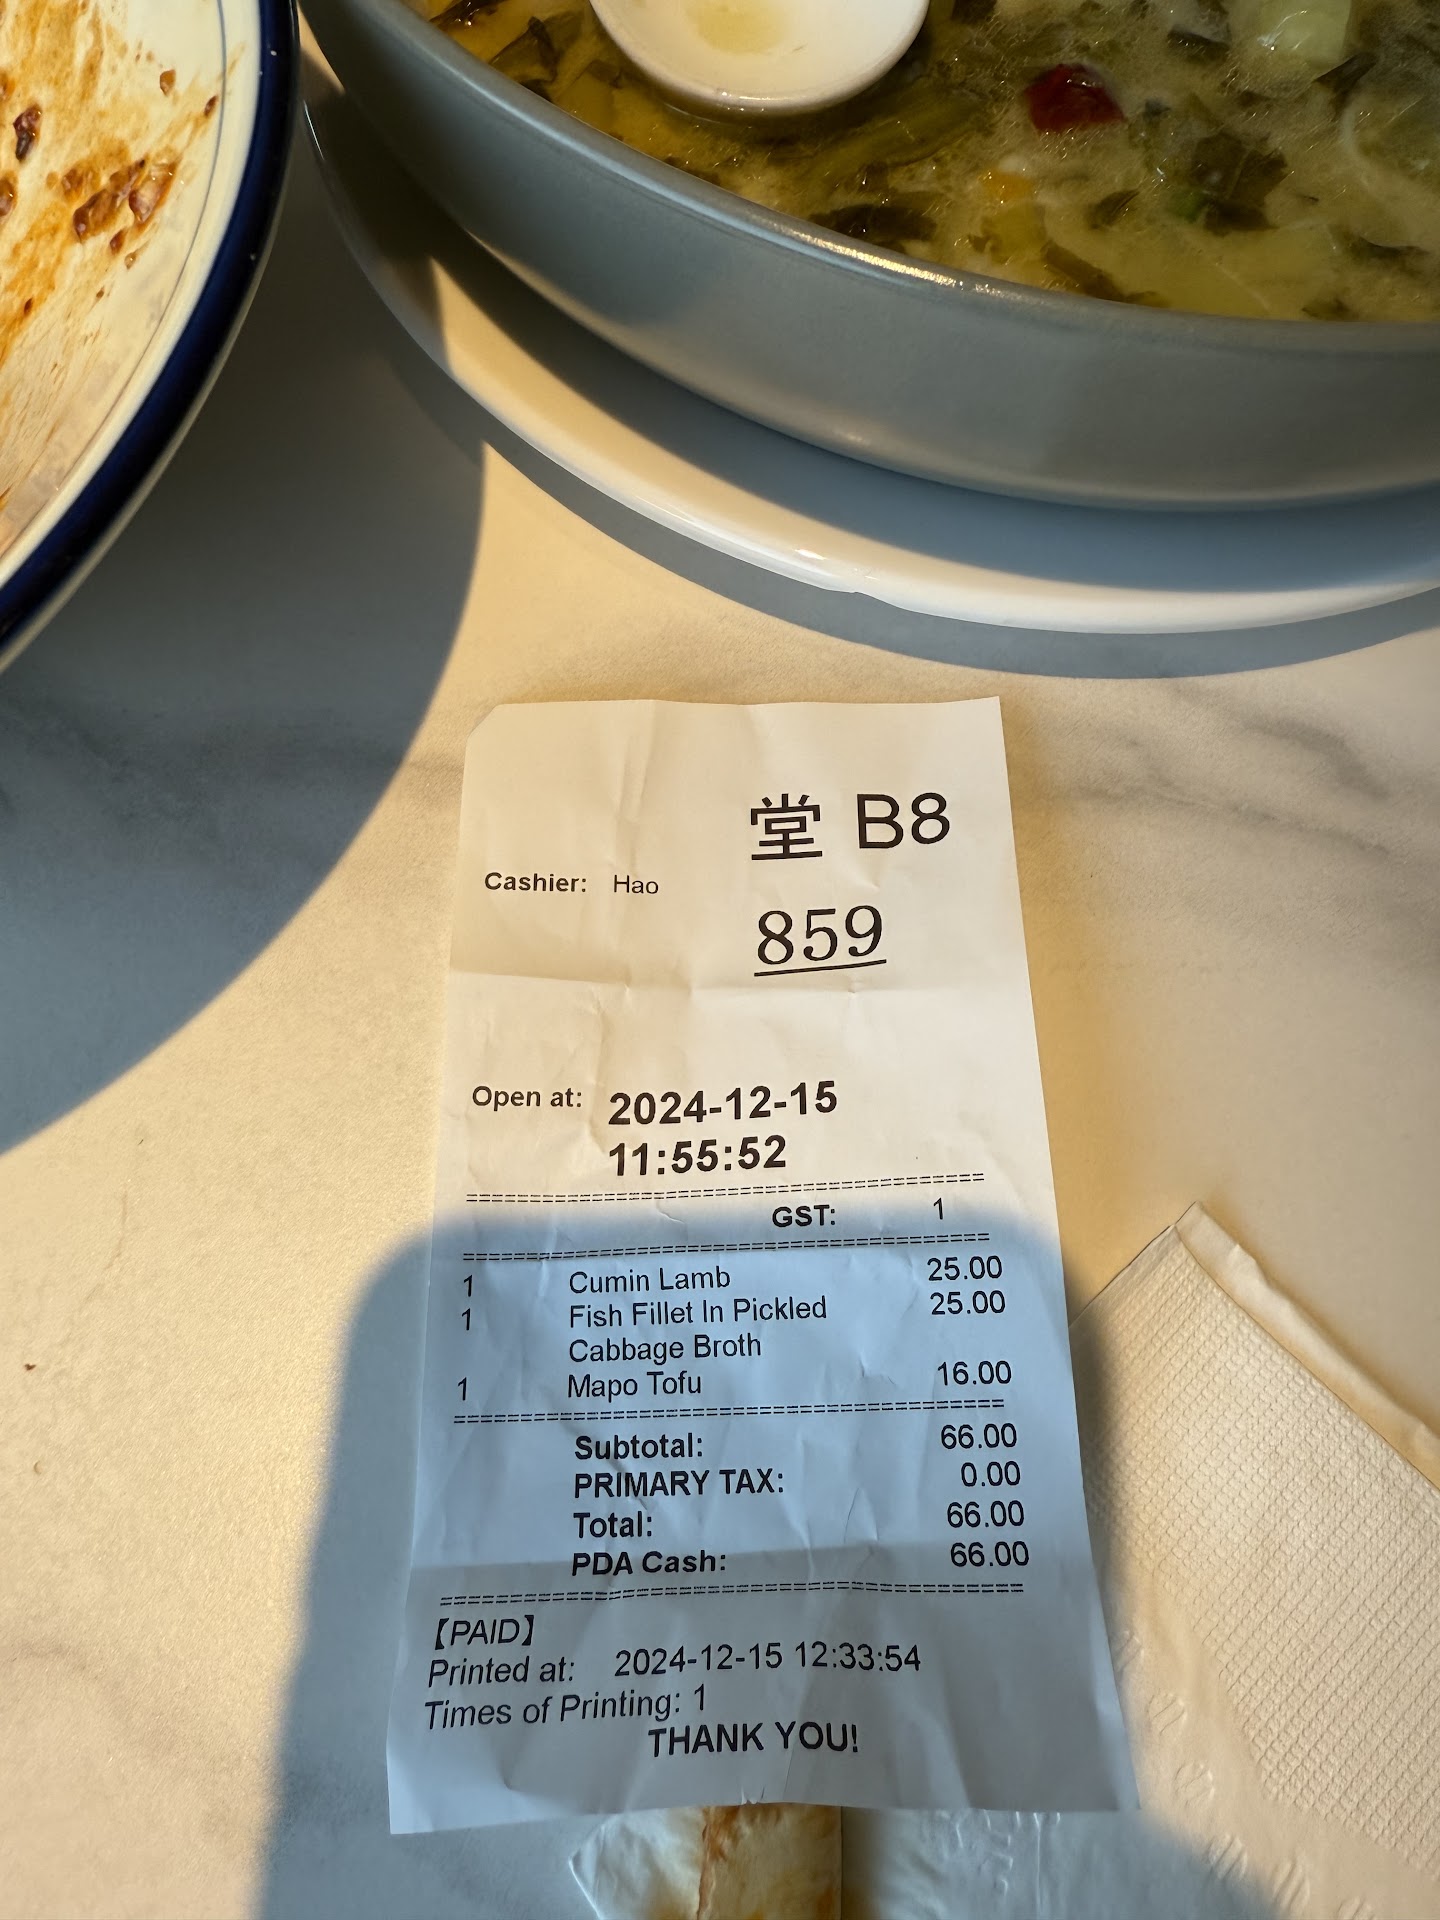 堂 B8
Cashier: Hao
859
Open at: 2024-12-15
11:55:52
GST: 1
1 Cumin Lamb 25.00
1 Fish Fillet In Pickled 25.00
Cabbage Broth
1 Mapo Tofu 16.00
Subtotal: 66.00
PRIMARY TAX: 0.00
Total: 66.00
PDA Cash: 66.00
【PAID】
Printed at: 2024-12-15 12:33:54
Times of Printing: 1
THANK YOU!